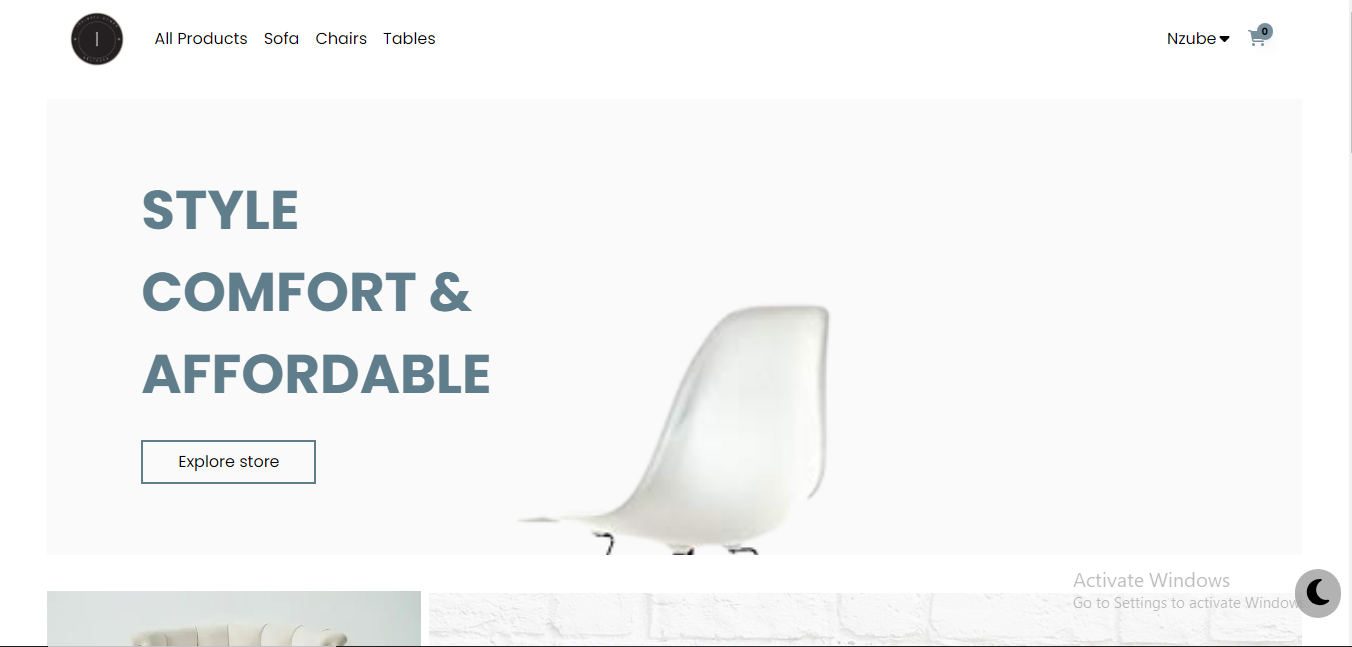 All Products Sofa Chairs Tables
Nzube 0
STYLE
COMFORT &
AFFORDABLE
Explore store
Activate Windows
Go to Settings to activate Window